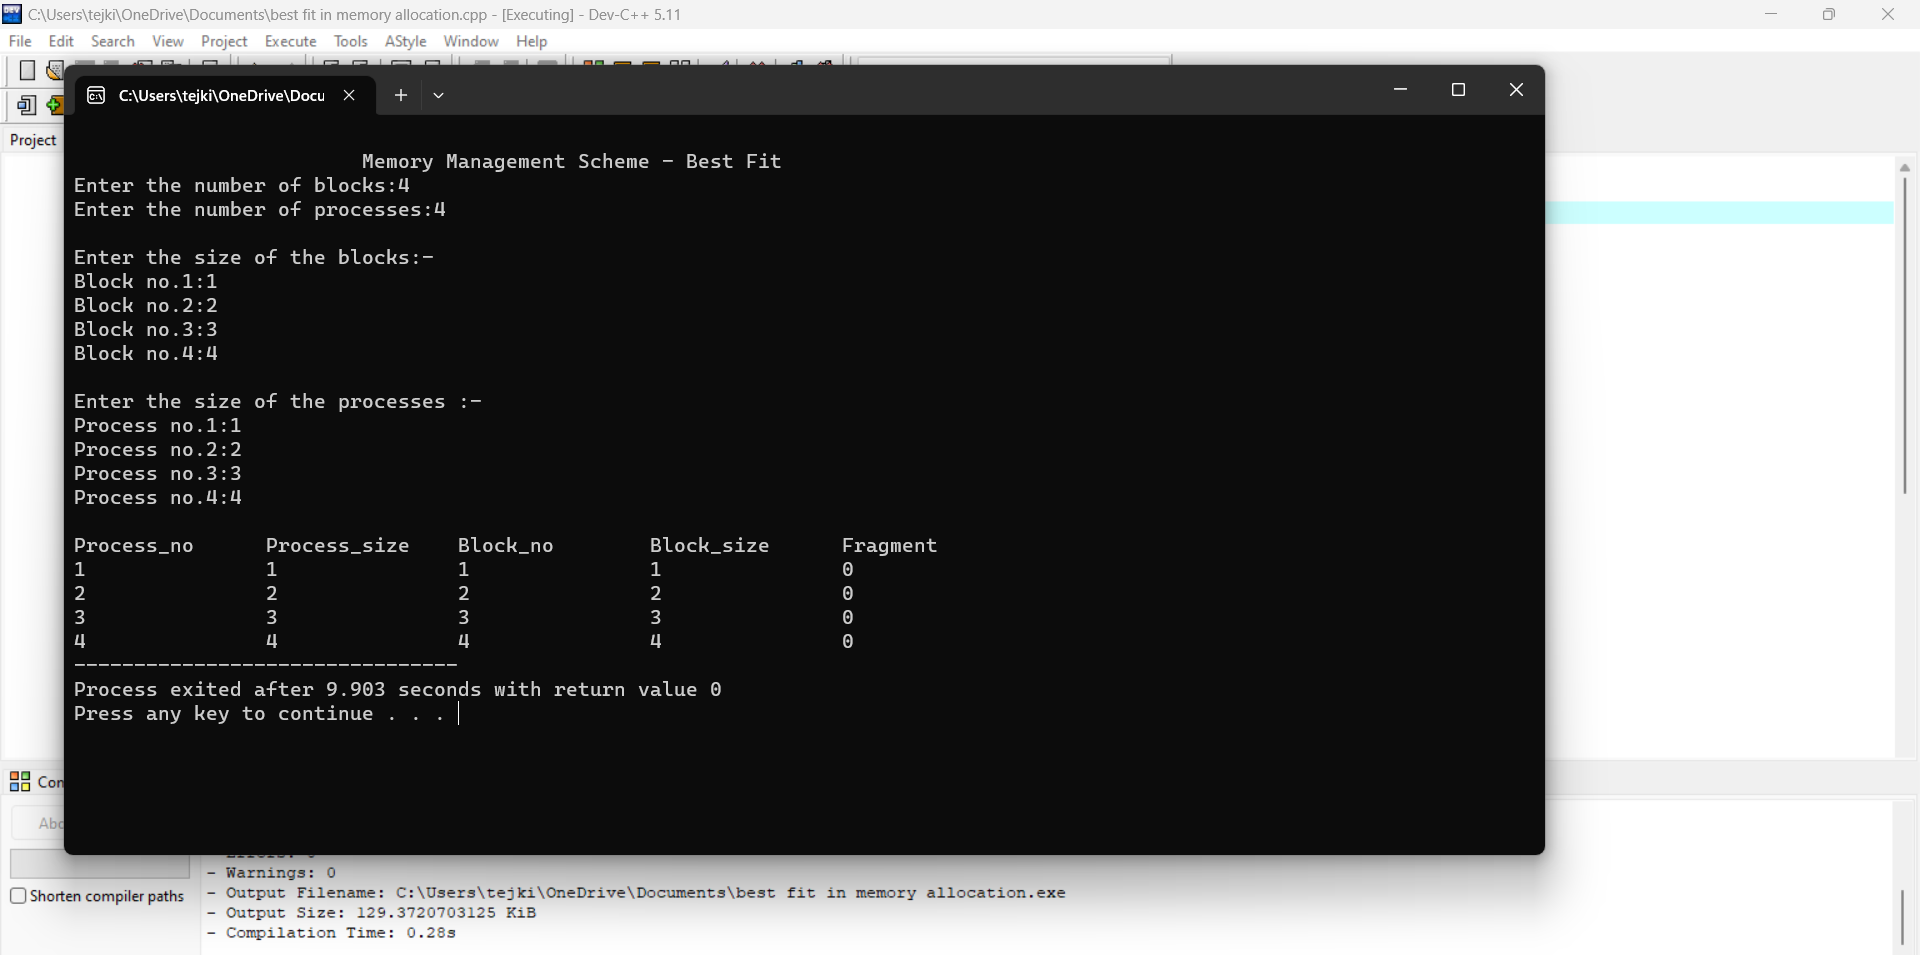 C:\Users\tejki\OneDrive\Documents\best fit in memory allocation.cpp - [Executing] - Dev-C++ 5.11
File Edit Search View Project Execute Tools AStyle Window Help
C:\Users\tejki\OneDrive\Docu
Project
Memory Management Scheme - Best Fit
Enter the number of blocks:4
Enter the number of processes:4
Enter the size of the blocks:-
Block no.1:1
Block no.2:2
Block no.3:3
Block no.4:4
Enter the size of the processes :-
Process no.1:1
Process no.2:2
Process no.3:3
Process no.4:4
Process_no Process_size Block_no Block_size Fragment
1 1 1 1 0
2 2 2 2 0
3 3 3 3 0
4 4 4 4 0
--------------------------------
Process exited after 9.903 seconds with return value 0
Press any key to continue . . .
Con
Abo
- Warnings: 0
Shorten compiler paths
- Output Filename: C:\Users\tejki\OneDrive\Documents\best fit in memory allocation.exe
- Output Size: 129.3720703125 KiB
- Compilation Time: 0.28s